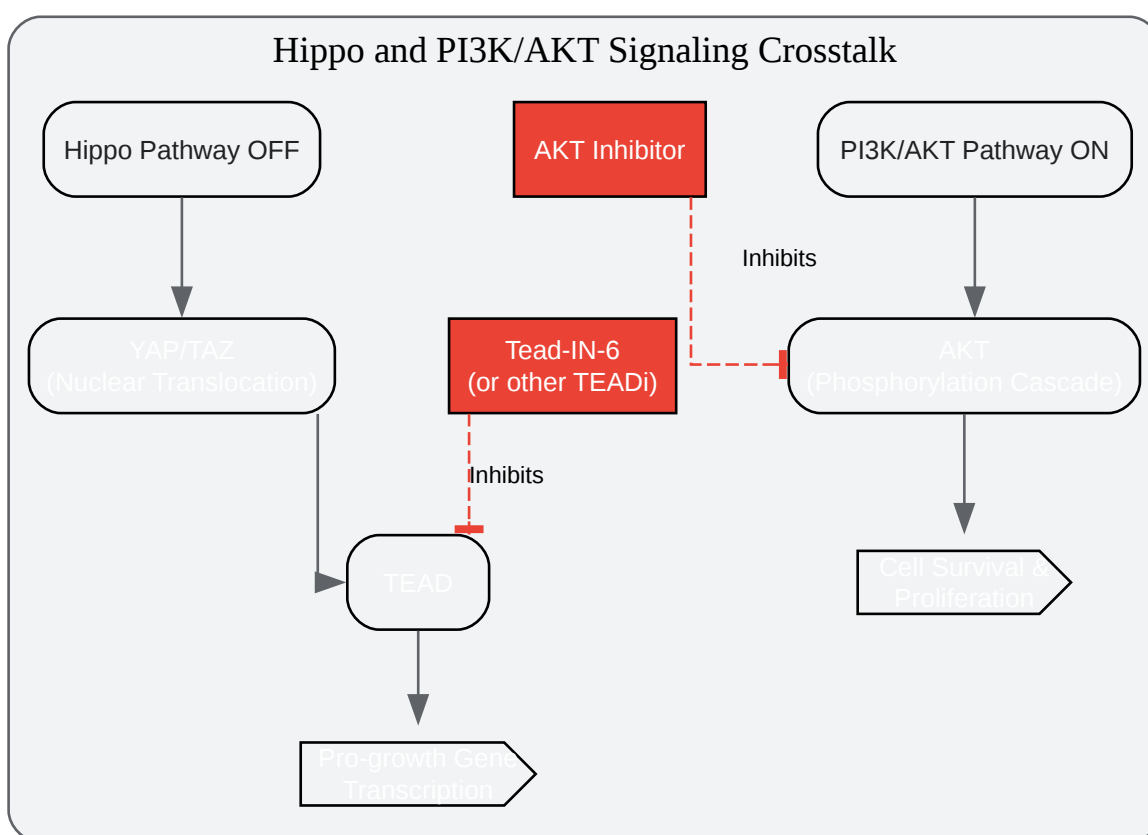 Hippo and PI3K/AKT Signaling Crosstalk
Hippo Pathway OFF
AKT Inhibitor
PI3K/AKT Pathway ON
Inhibits
YAP/TAZ
(Nuclear Translocation)
Tead-IN-6
(or other TEADi)
AKT
(Phosphorylation Cascade)
Inhibits
TEAD
Cell Survival &
Proliferation
Pro-growth Gene
Transcription